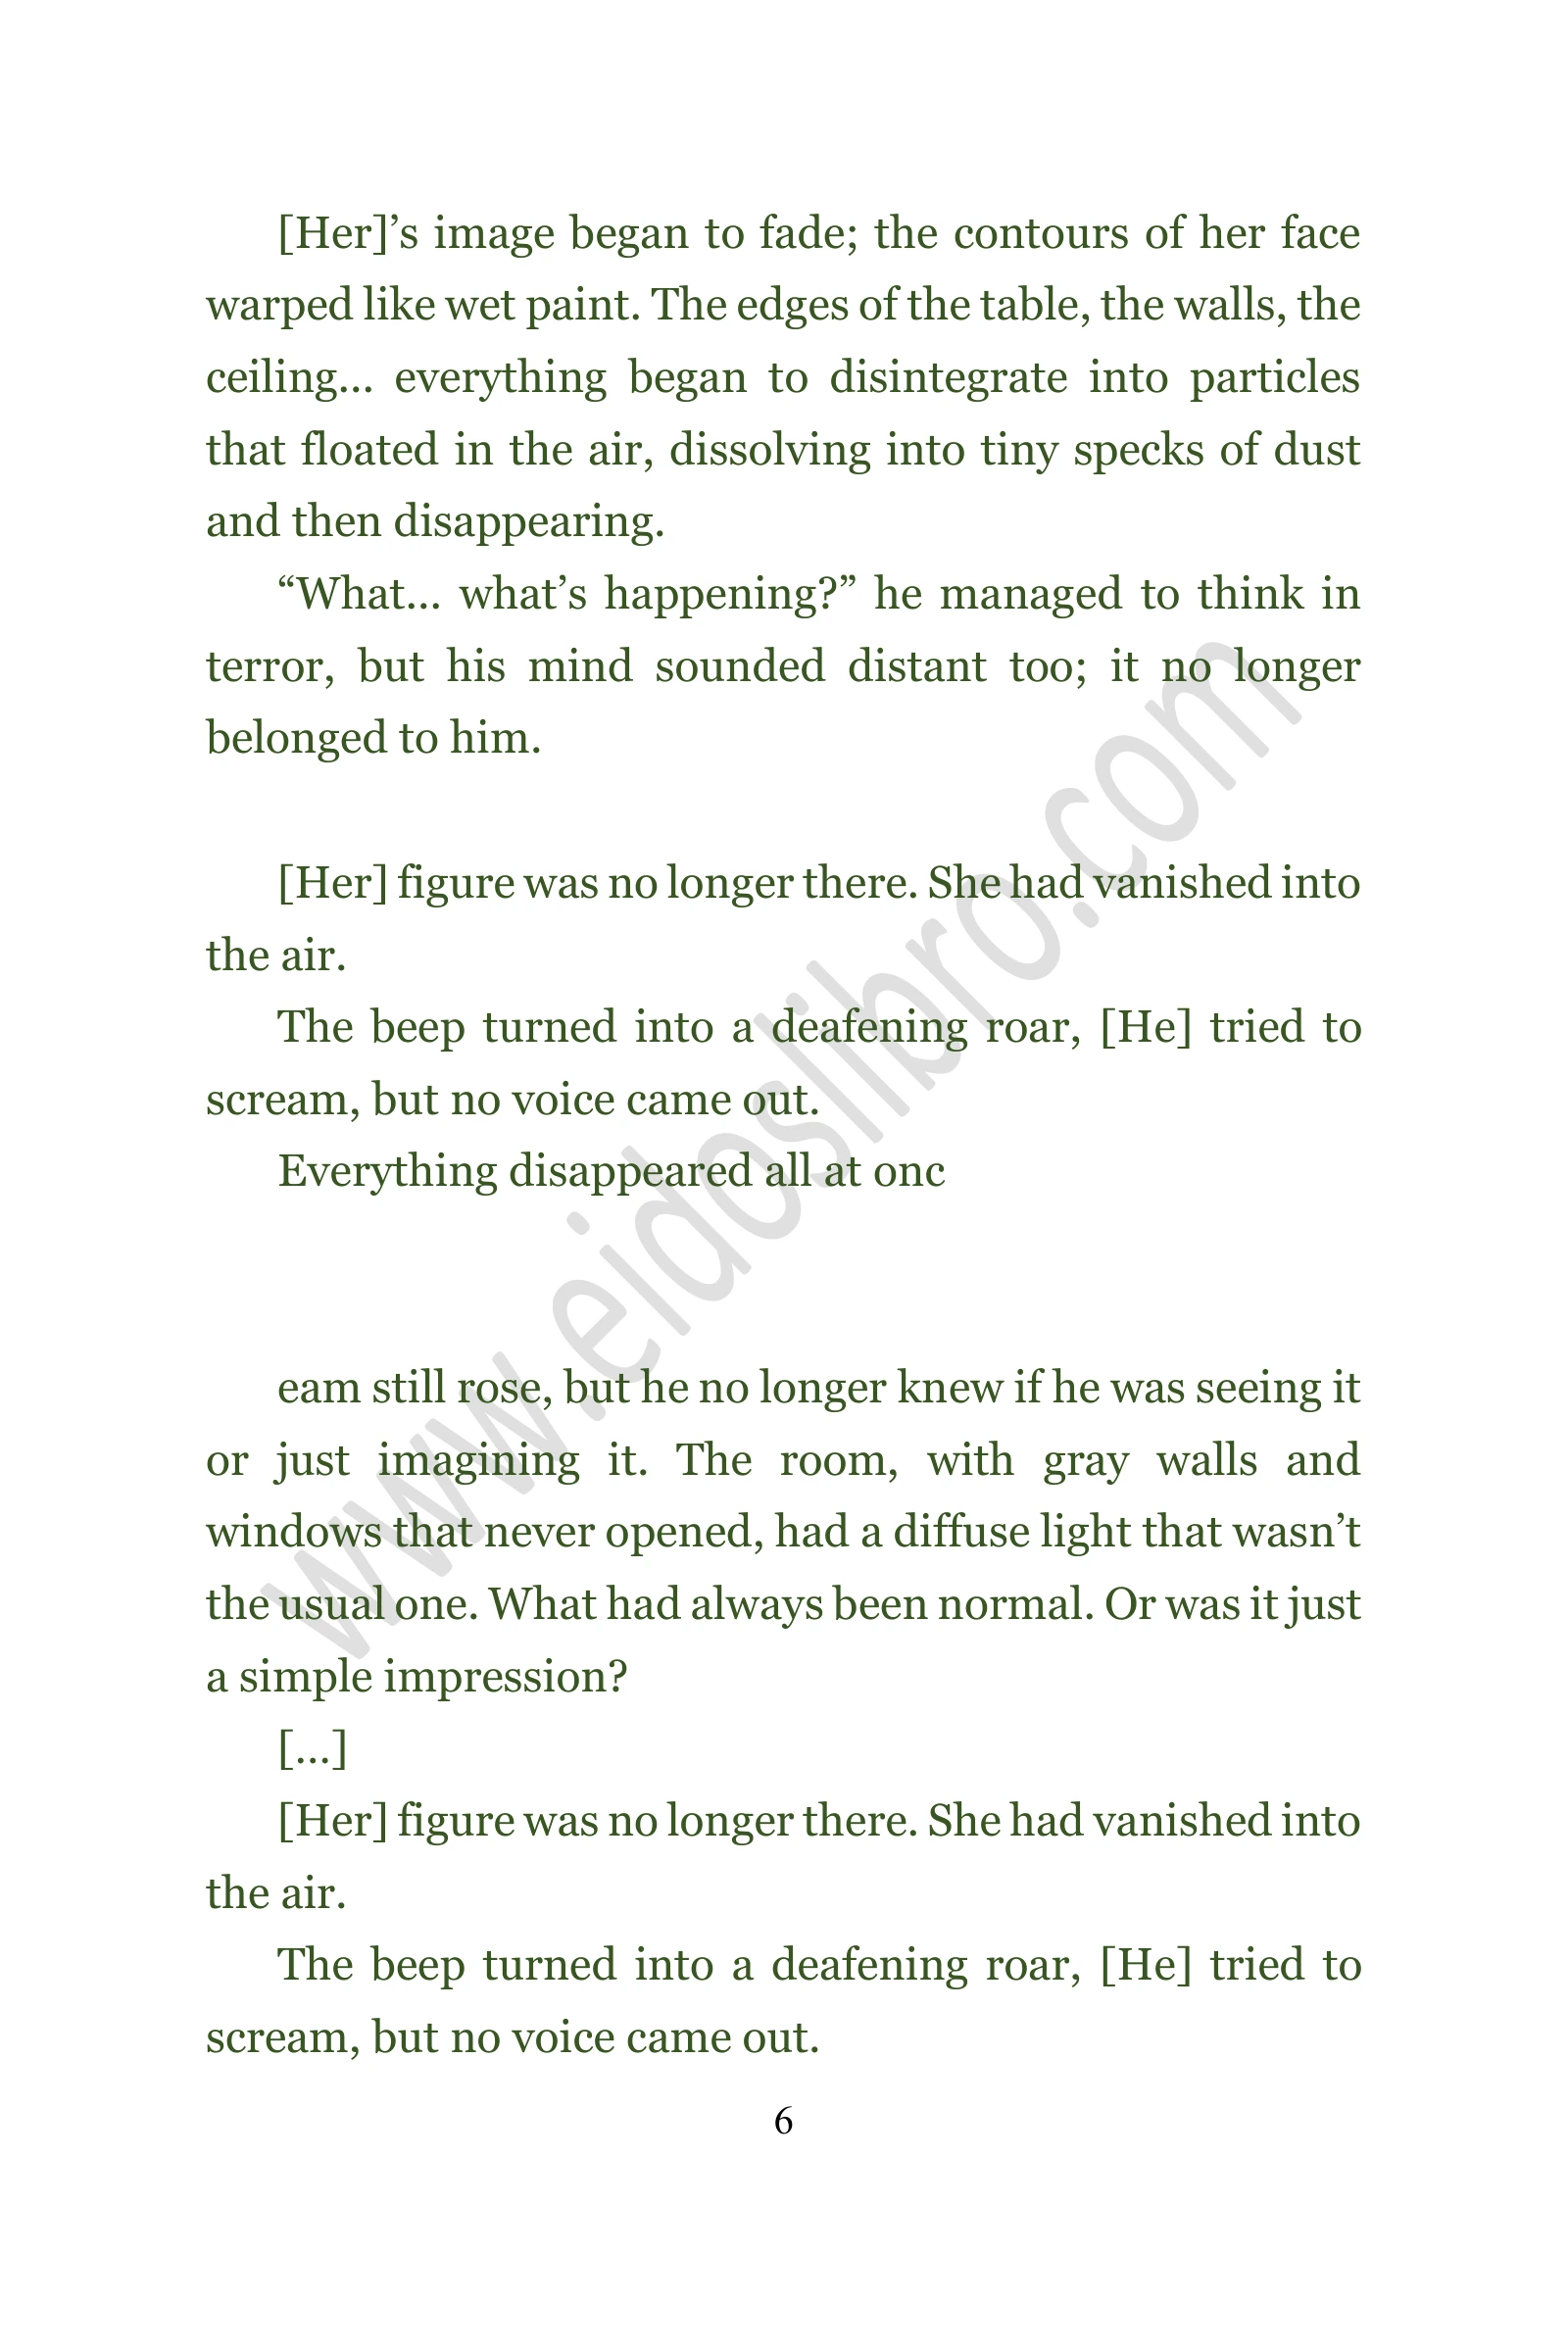 [Her]’s image began to fade; the contours of her face
warped like wet paint. The edges of the table, the walls, the
ceiling... everything began to disintegrate into particles
that floated in the air, dissolving into tiny specks of dust
and then disappearing.
“What... what’s happening?” he managed to think in
terror, but his mind sounded distant too; it no longer
belonged to him.
[Her] figure was no longer there. She had vanished into
the air.
The beep turned into a deafening roar, [He] tried to
scream, but no voice came out.
Everything disappeared all at onc
eam still rose, but he no longer knew if he was seeing it
or just imagining it. The room, with gray walls and
windows that never opened, had a diffuse light that wasn’t
the usual one. What had always been normal. Or was it just
a simple impression?
[...]
[Her] figure was no longer there. She had vanished into
the air.
The beep turned into a deafening roar, [He] tried to
scream, but no voice came out.
6
www.eidoslibro.com